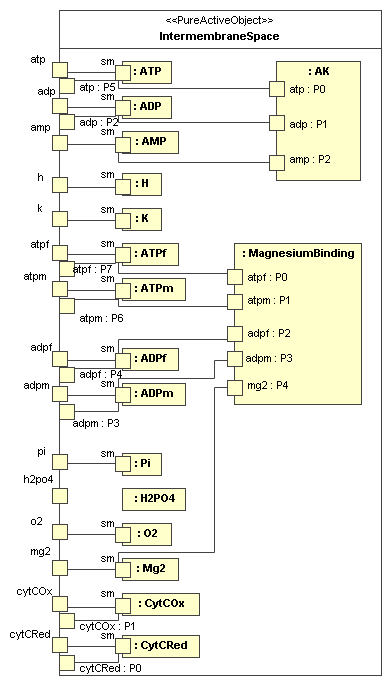 <<PureActiveObject>>
IntermembraneSpace
atp
sm
: ATP
: AK
atp : P5
atp : P0
adp
sm
: ADP
adp : P2
adp : P1
amp
sm
: AMP
amp : P2
h
sm
: H
k
sm
: K
atpf
sm
: ATPf
: MagnesiumBinding
atpf : P7
atpf : P0
atpm
sm
: ATPm
atpm : P1
atpm : P6
adpf : P2
adpf
sm
: ADPf
adpm : P3
adpf : P4
adpm
sm
: ADPm
mg2 : P4
adpm : P3
pi
sm
: Pi
h2po4
: H2PO4
o2
sm
: O2
mg2
sm
: Mg2
cytCOx
sm
: CytCOx
cytCOx : P1
cytCRed
sm
: CytCRed
cytCRed : P0